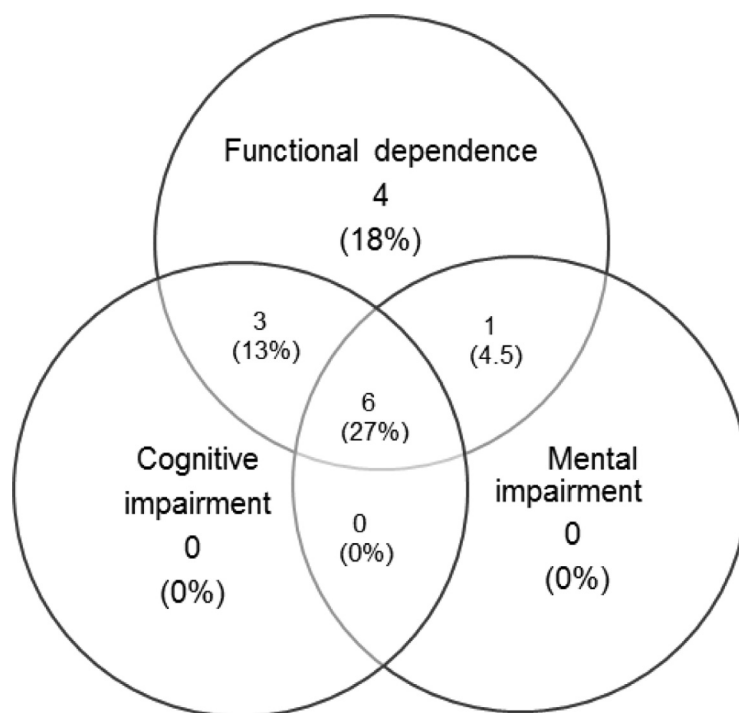 Functional dependence
4
(18%)
3
(13%)
1
(4.5)
6
(27%)
Cognitive
impairment
0
(0%)
0
(0%)
Mental
impairment
0
(0%)